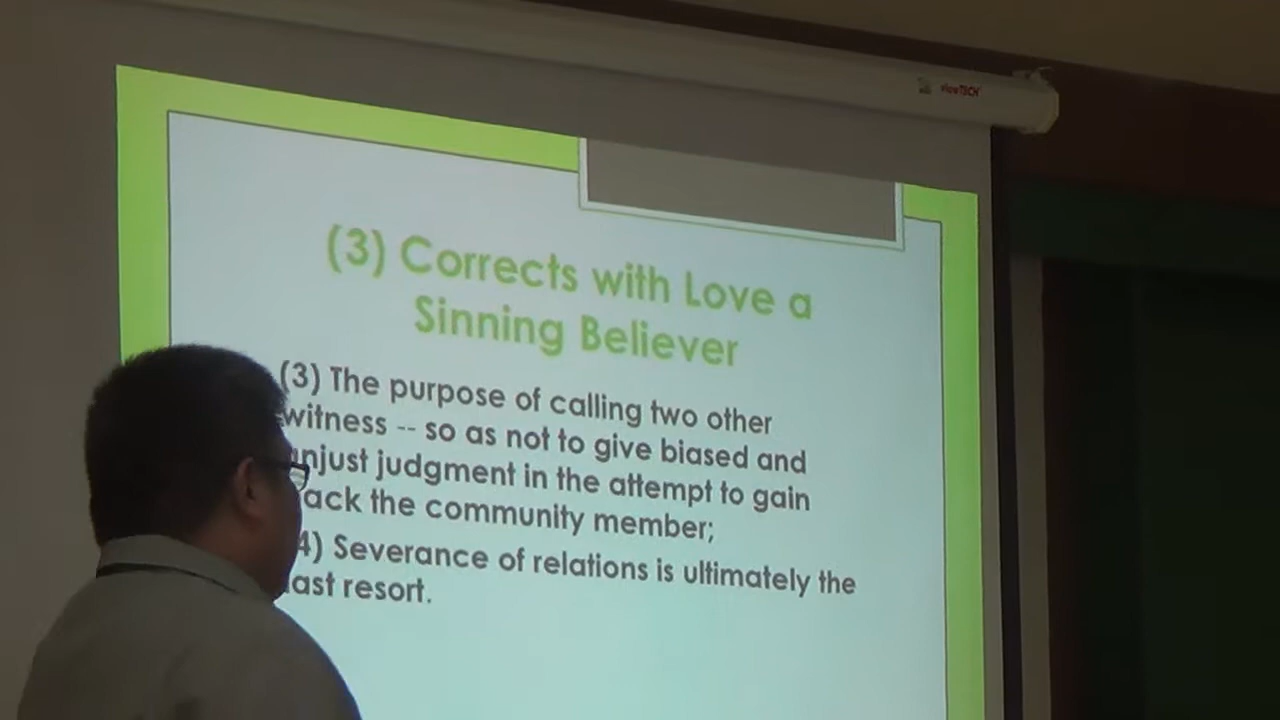 viewTECH
(3) Corrects with Love a
Sinning Believer
(3) The purpose of calling two other
witness -- so as not to give biased and
unjust judgment in the attempt to gain
back the community member;
(4) Severance of relations is ultimately the
last resort.